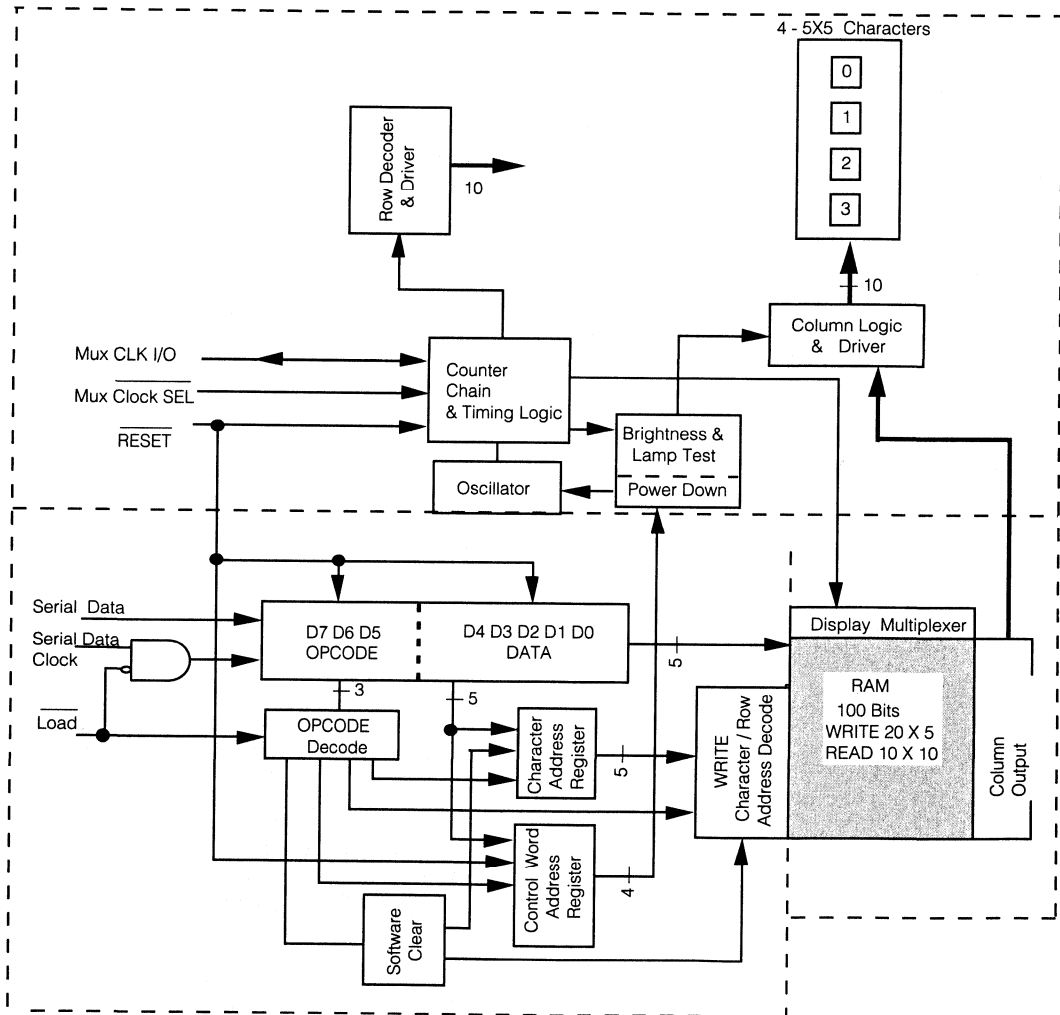 4 - 5X5 Characters
0
1
2
3
Row Decoder
& Driver
10
10
Column Logic
& Driver
Mux CLK I/O
Mux Clock SEL
RESET
Counter
Chain
& Timing Logic
Brightness &
Lamp Test
Power Down
Oscillator
Serial Data
Serial Data
Clock
Load
D7 D6 D5
OPCODE
D4 D3 D2 D1 D0
DATA
5
3
5
OPCODE
Decode
Character
Address
Register
5
Control Word
Address
Register
4
Software
Clear
WRITE
Character / Row
Address Decode
Display Multiplexer
RAM
100 Bits
WRITE 20 X 5
READ 10 X 10
Column
Output